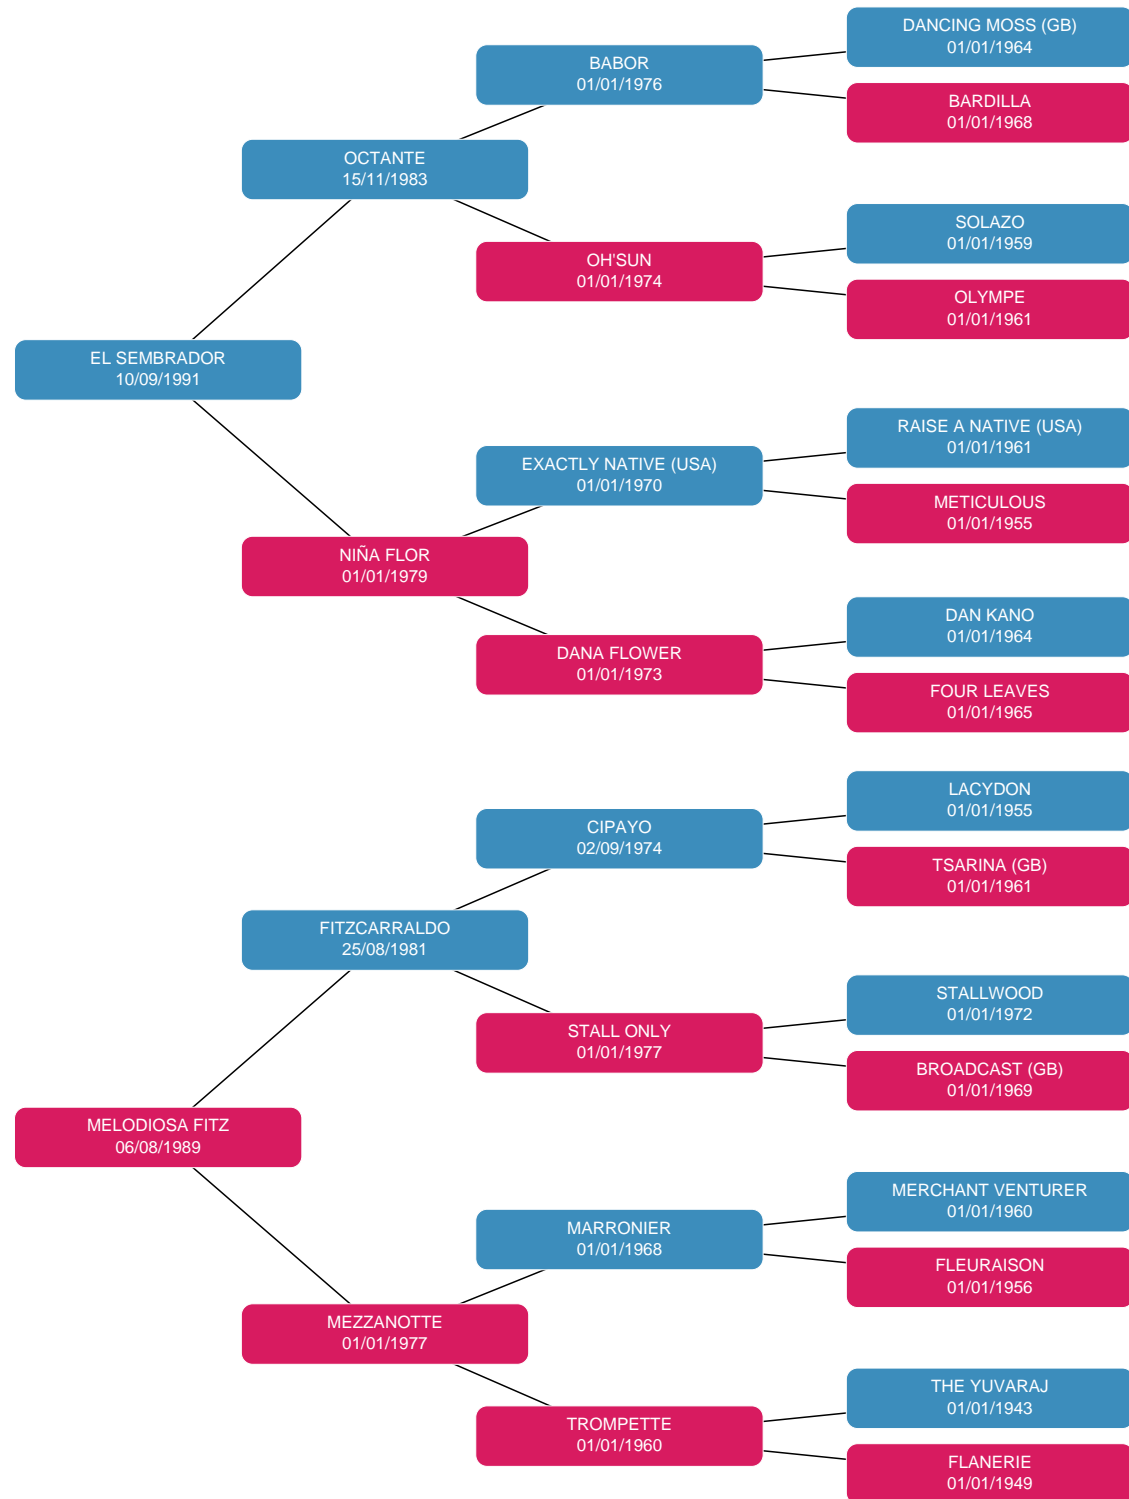 DANCING MOSS (GB)
01/01/1964
BABOR
01/01/1976
BARDILLA
01/01/1968
OCTANTE
15/11/1983
SOLAZO
01/01/1959
OH'SUN
01/01/1974
OLYMPE
01/01/1961
EL SEMBRADOR
10/09/1991
RAISE A NATIVE (USA)
01/01/1961
EXACTLY NATIVE (USA)
01/01/1970
METICULOUS
01/01/1955
NIÑA FLOR
01/01/1979
DAN KANO
01/01/1964
DANA FLOWER
01/01/1973
FOUR LEAVES
01/01/1965
LACYDON
01/01/1955
CIPAYO
02/09/1974
TSARINA (GB)
01/01/1961
FITZCARRALDO
25/08/1981
STALLWOOD
01/01/1972
STALL ONLY
01/01/1977
BROADCAST (GB)
01/01/1969
MELODIOSA FITZ
06/08/1989
MERCHANT VENTURER
01/01/1960
MARRONIER
01/01/1968
FLEURAISON
01/01/1956
MEZZANOTTE
01/01/1977
THE YUVARAJ
01/01/1943
TROMPETTE
01/01/1960
FLANERIE
01/01/1949